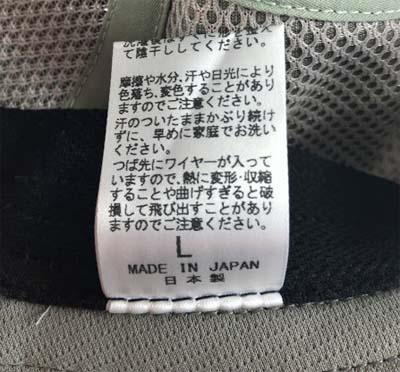 て陰干ししてください。
摩擦や水分、汗や日光により
色落ち、変色することがあり
ますのでご注意ください。
汗のついたままかぶり続け
ずに、早めに家庭でお洗い
ください。
つば先にワイヤーが入って
いますので、熱に変形・収縮
することや曲げすぎると破
損して飛び出すことがあり
ますのでご注意ください。
L
MADE IN JAPAN
日本製